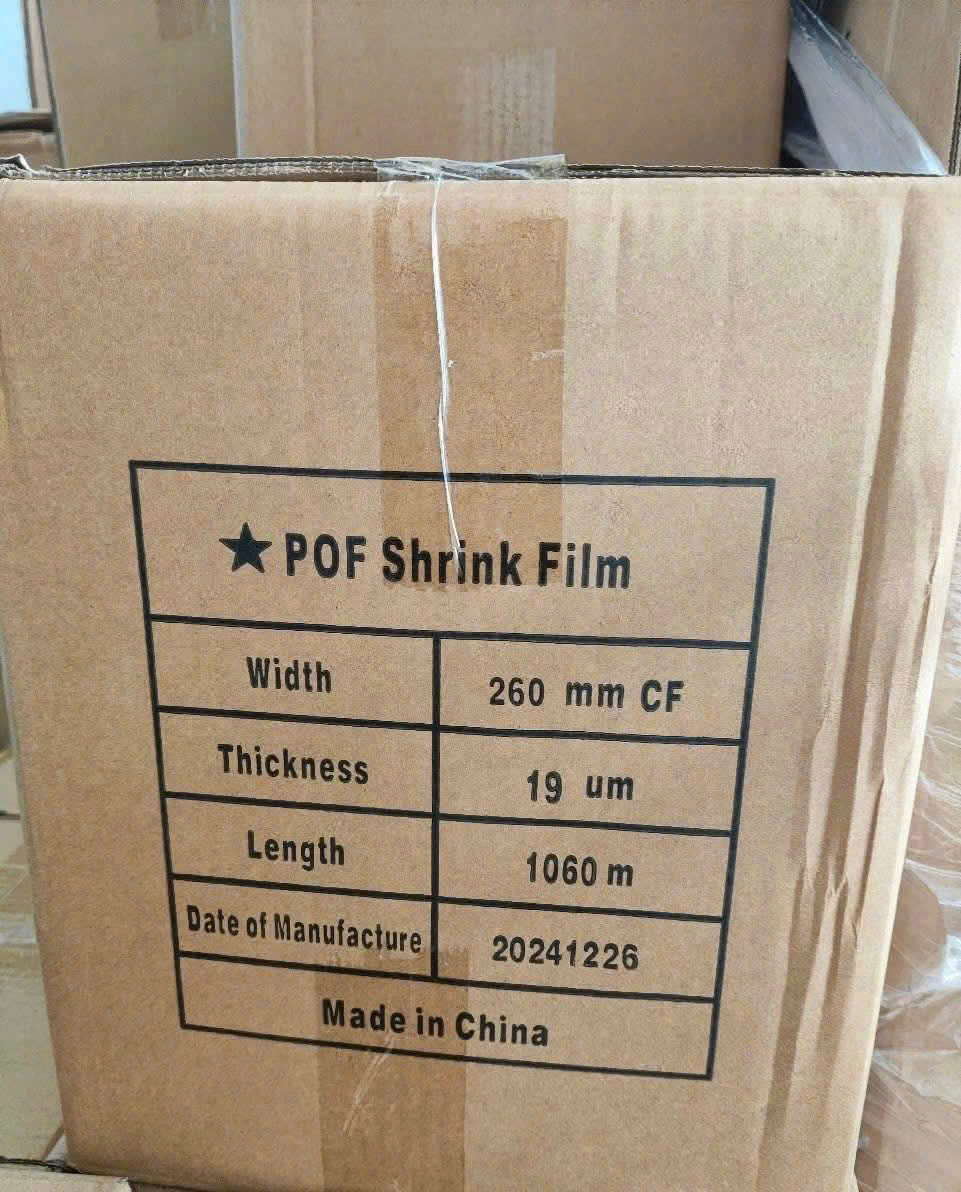 ★ POF Shrink Film
Width 260 mm CF
Thickness 19 um
Length 1060 m
Date of Manufacture 20241226
Made in China